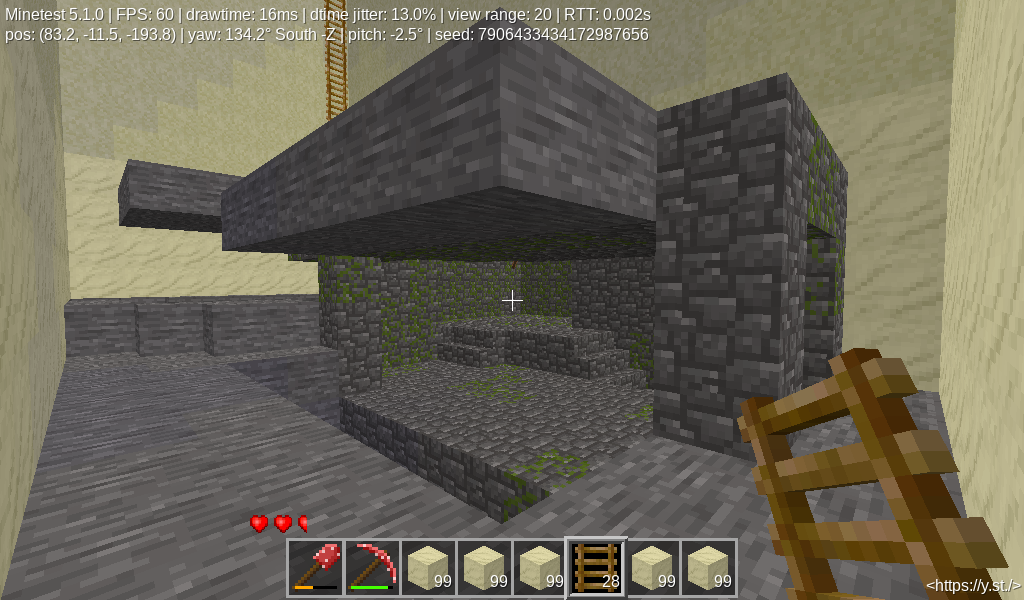 Minetest 5.1.0 | FPS: 60 | drawtime: 16ms | dtime jitter: 13.0% | view range: 20 | RTT: 0.002s
pos: (83.2, -11.5, -193.8) | yaw: 134.2° South -Z | pitch: -2.5° | seed: 7906433434172987656
99 99 99 28 99 99
<https://y.st./>